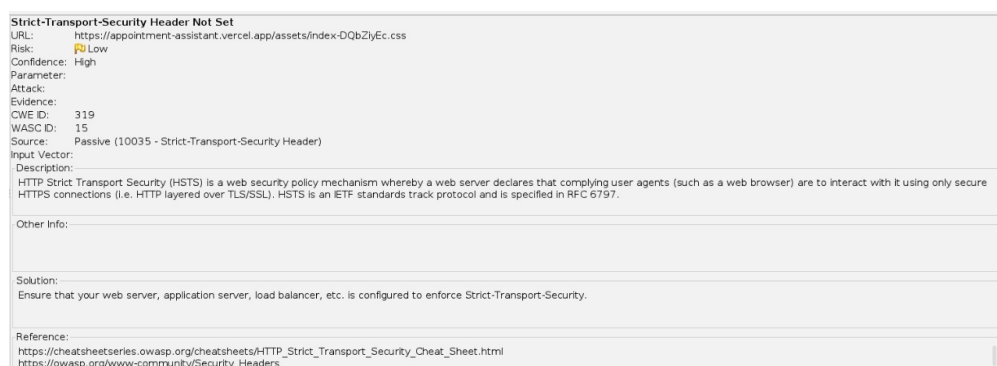 Strict-Transport-Security Header Not Set
URL: https://appointment-assistant.vercel.app/assets/index-DQbZlyEc.css
Risk: Low
Confidence: High
Parameter:
Attack:
Evidence:
CWE ID: 319
WASC ID: 15
Source: Passive (10035 - Strict-Transport-Security Header)
Input Vector:
Description:
HTTP Strict Transport Security (HSTS) is a web security policy mechanism whereby a web server declares that complying user agents (such as a web browser) are to interact with it using only secure
HTTPS connections (i.e. HTTP layered over TLS/SSL). HSTS is an IETF standards track protocol and is specified in RFC 6797.
Other Info:
Solution:
Ensure that your web server, application server, load balancer, etc. is configured to enforce Strict-Transport-Security.
Reference:
https://cheatsheetseries.owasp.org/cheatsheets/HTTP_Strict_Transport_Security_Cheat_Sheet.html
https://owasp.org/www-community/Security_Headers